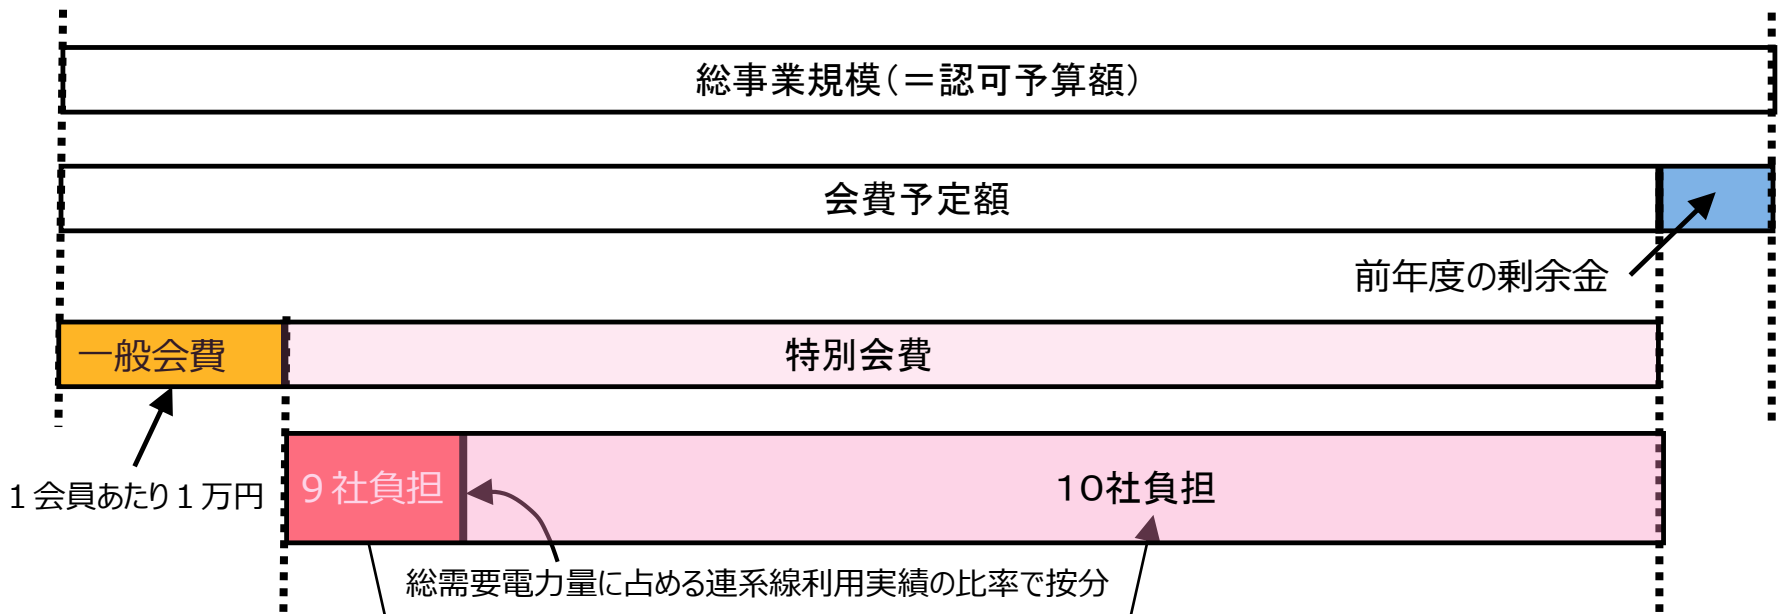 総事業規模（＝認可予算額）
会費予定額
前年度の剰余金
一般会費
特別会費
１会員あたり１万円
９社負担
１０社負担
総需要電力量に占める連系線利用実績の比率で按分